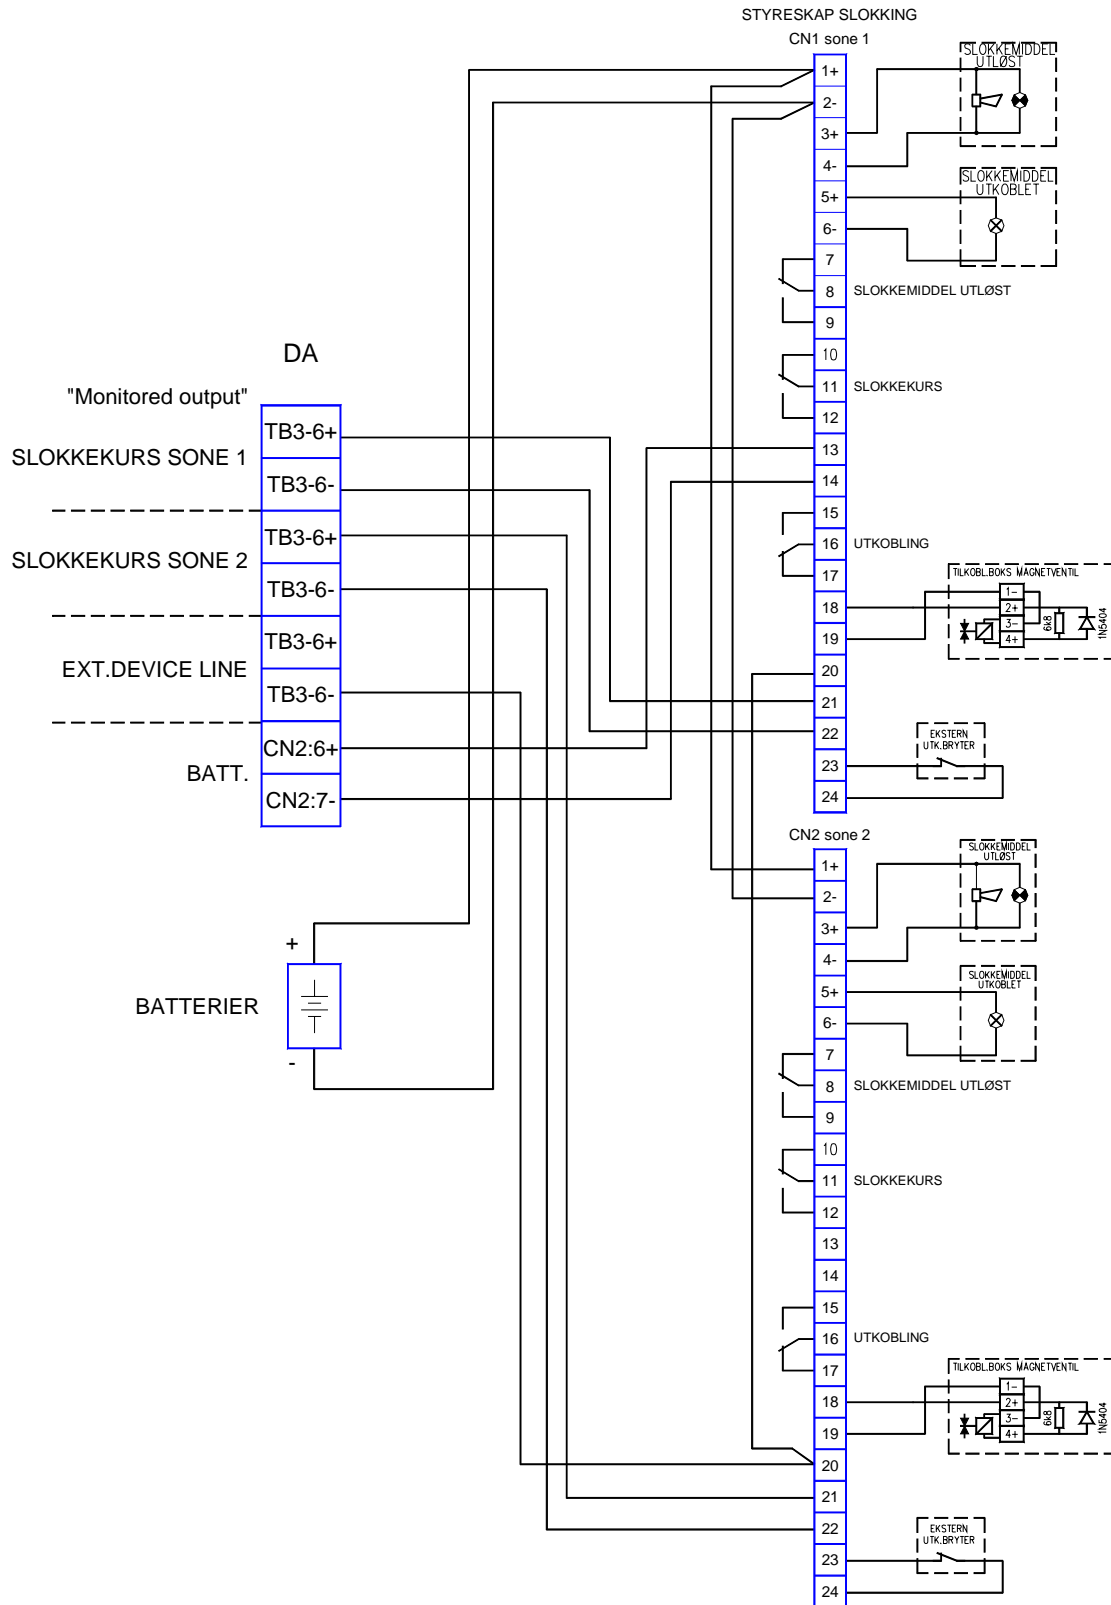 STYRESKAP SLOKKING
CN1 sone 1
1+
2-
3+
4-
5+
6-
7
8
9
10
11
12
13
14
15
16
17
18
19
20
21
22
23
24
SLOKKEMIDDEL
UTLØST
SLOKKEMIDDEL
UTKOBLET
SLOKKEMIDDEL UTLØST
SLOKKEKURS
UTKOBLING
TILKOBL.BOKS MAGNETVENTIL
1-
2+
3-
4+
6k8
1N5404
EKSTERN
UTK.BRYTER
DA
"Monitored output"
SLOKKEKURS SONE 1
TB3-6+
TB3-6-
SLOKKEKURS SONE 2
TB3-6+
TB3-6-
EXT.DEVICE LINE
TB3-6+
TB3-6-
BATT.
CN2:6+
CN2:7-
+
BATTERIER
-
CN2 sone 2
1+
2-
3+
4-
5+
6-
7
8
9
10
11
12
13
14
15
16
17
18
19
20
21
22
23
24
SLOKKEMIDDEL
UTLØST
SLOKKEMIDDEL
UTKOBLET
SLOKKEMIDDEL UTLØST
SLOKKEKURS
UTKOBLING
TILKOBL.BOKS MAGNETVENTIL
1-
2+
3-
4+
6k8
1N5404
EKSTERN
UTK.BRYTER